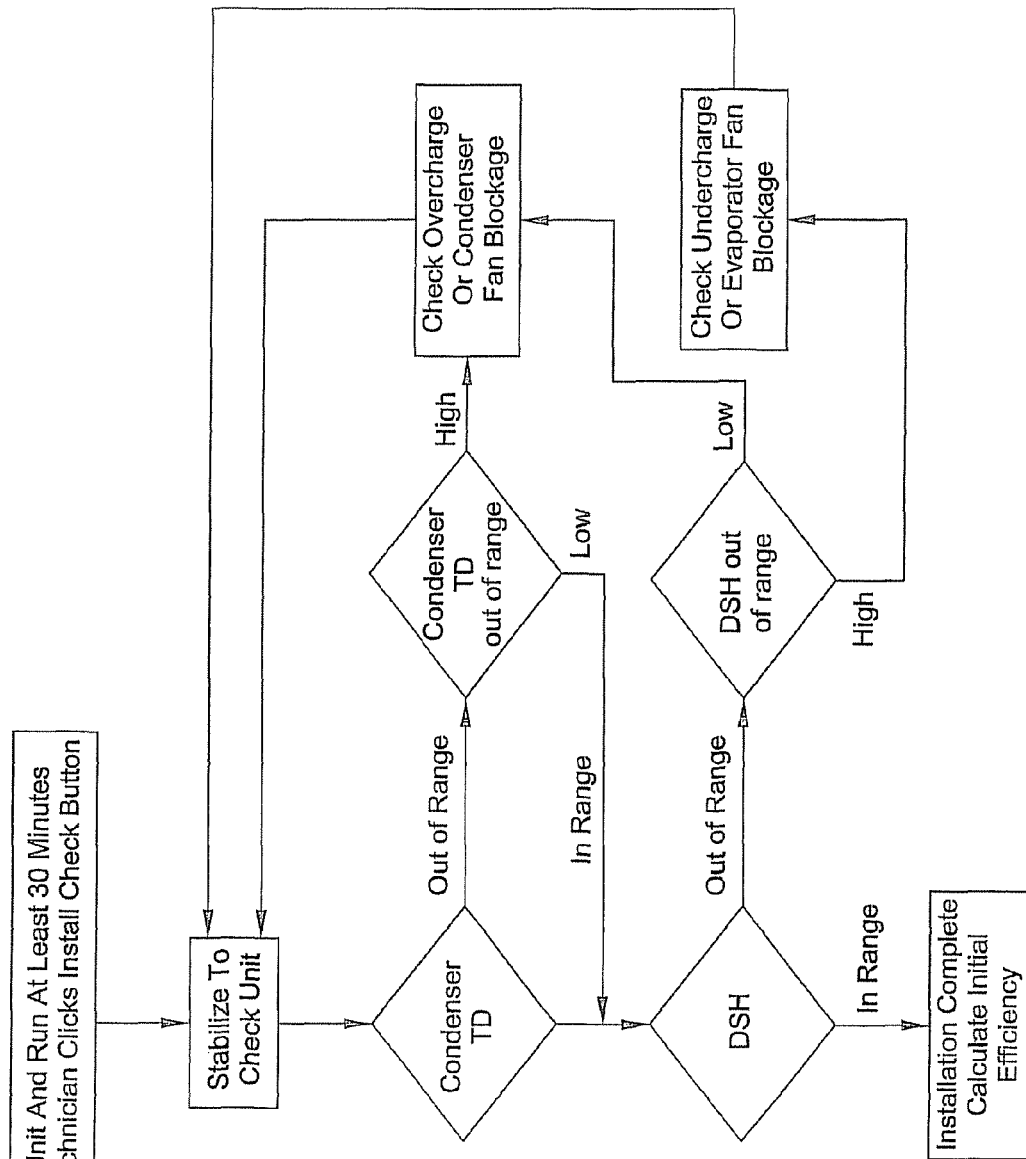 And Run At Least 30 Minutes
Clicks Install Check Button
Stabilize To
Check Unit
Condenser
TD
Out of Range
Condenser
TD
out of range
High
Check Overcharge
Or Condenser
Fan Blockage
Low
In Range
DSH
Out of Range
DSH out
of range
Low
High
Check Undercharge
Or Evaporator Fan
Blockage
In Range
Installation Complete
Calculate Initial
Efficiency